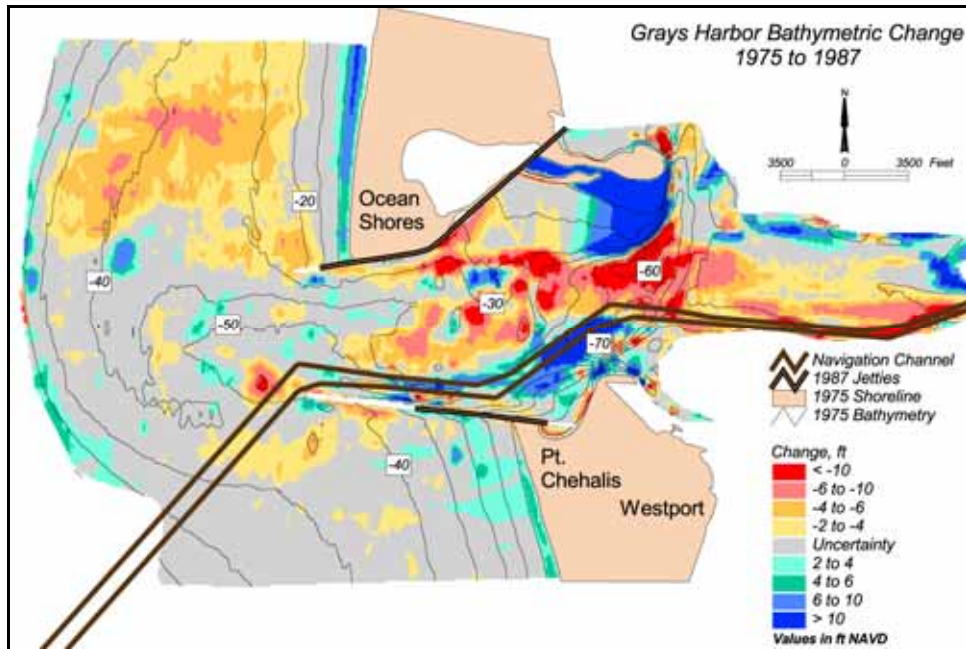 Grays Harbor Bathymetric Change
1975 to 1987
N
3500 0 3500 Feet
Ocean
Shores
-20
-40
-50
-30
-60
-70
-40
Pt.
Chehalis
Westport
Navigation Channel
1987 Jetties
1975 Shoreline
1975 Bathymetry
Change, ft
< -10
-6 to -10
-4 to -6
-2 to -4
Uncertainty
2 to 4
4 to 6
6 to 10
> 10
Values in ft NAVD